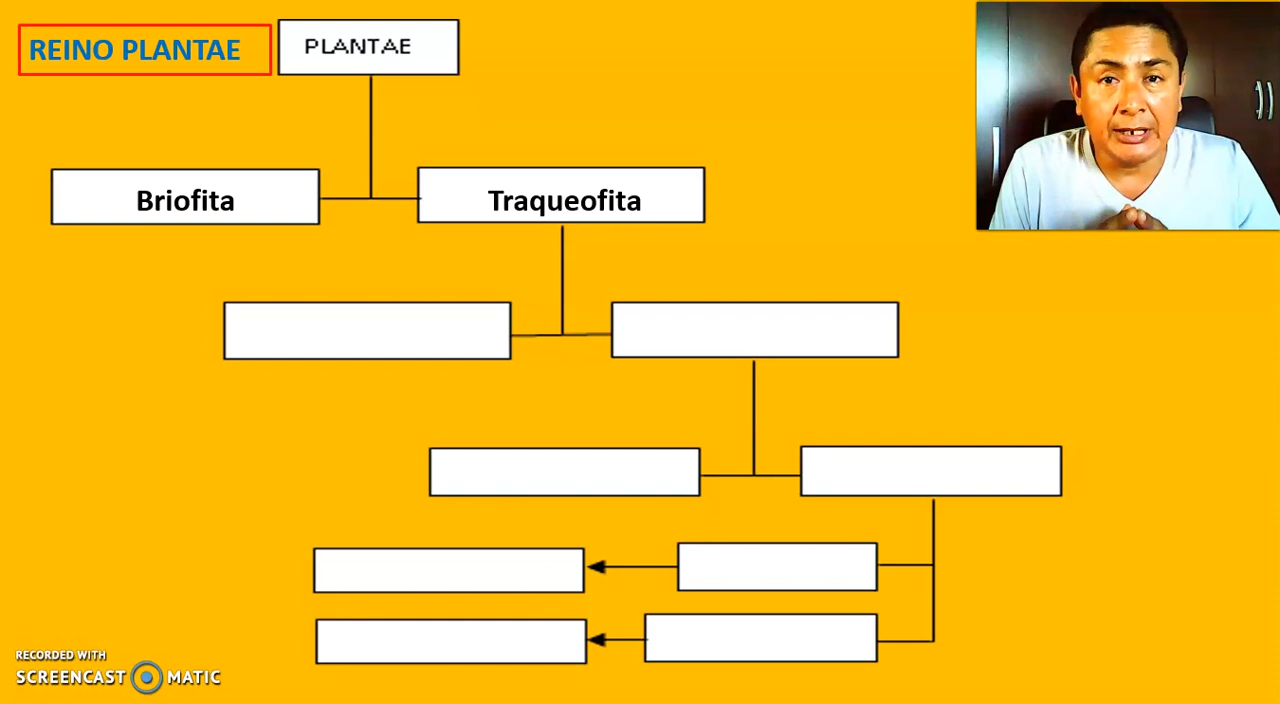 REINO PLANTAE
PLANTAE
Briofita
Traqueofita
RECORDED WITH
SCREENCAST MATIC